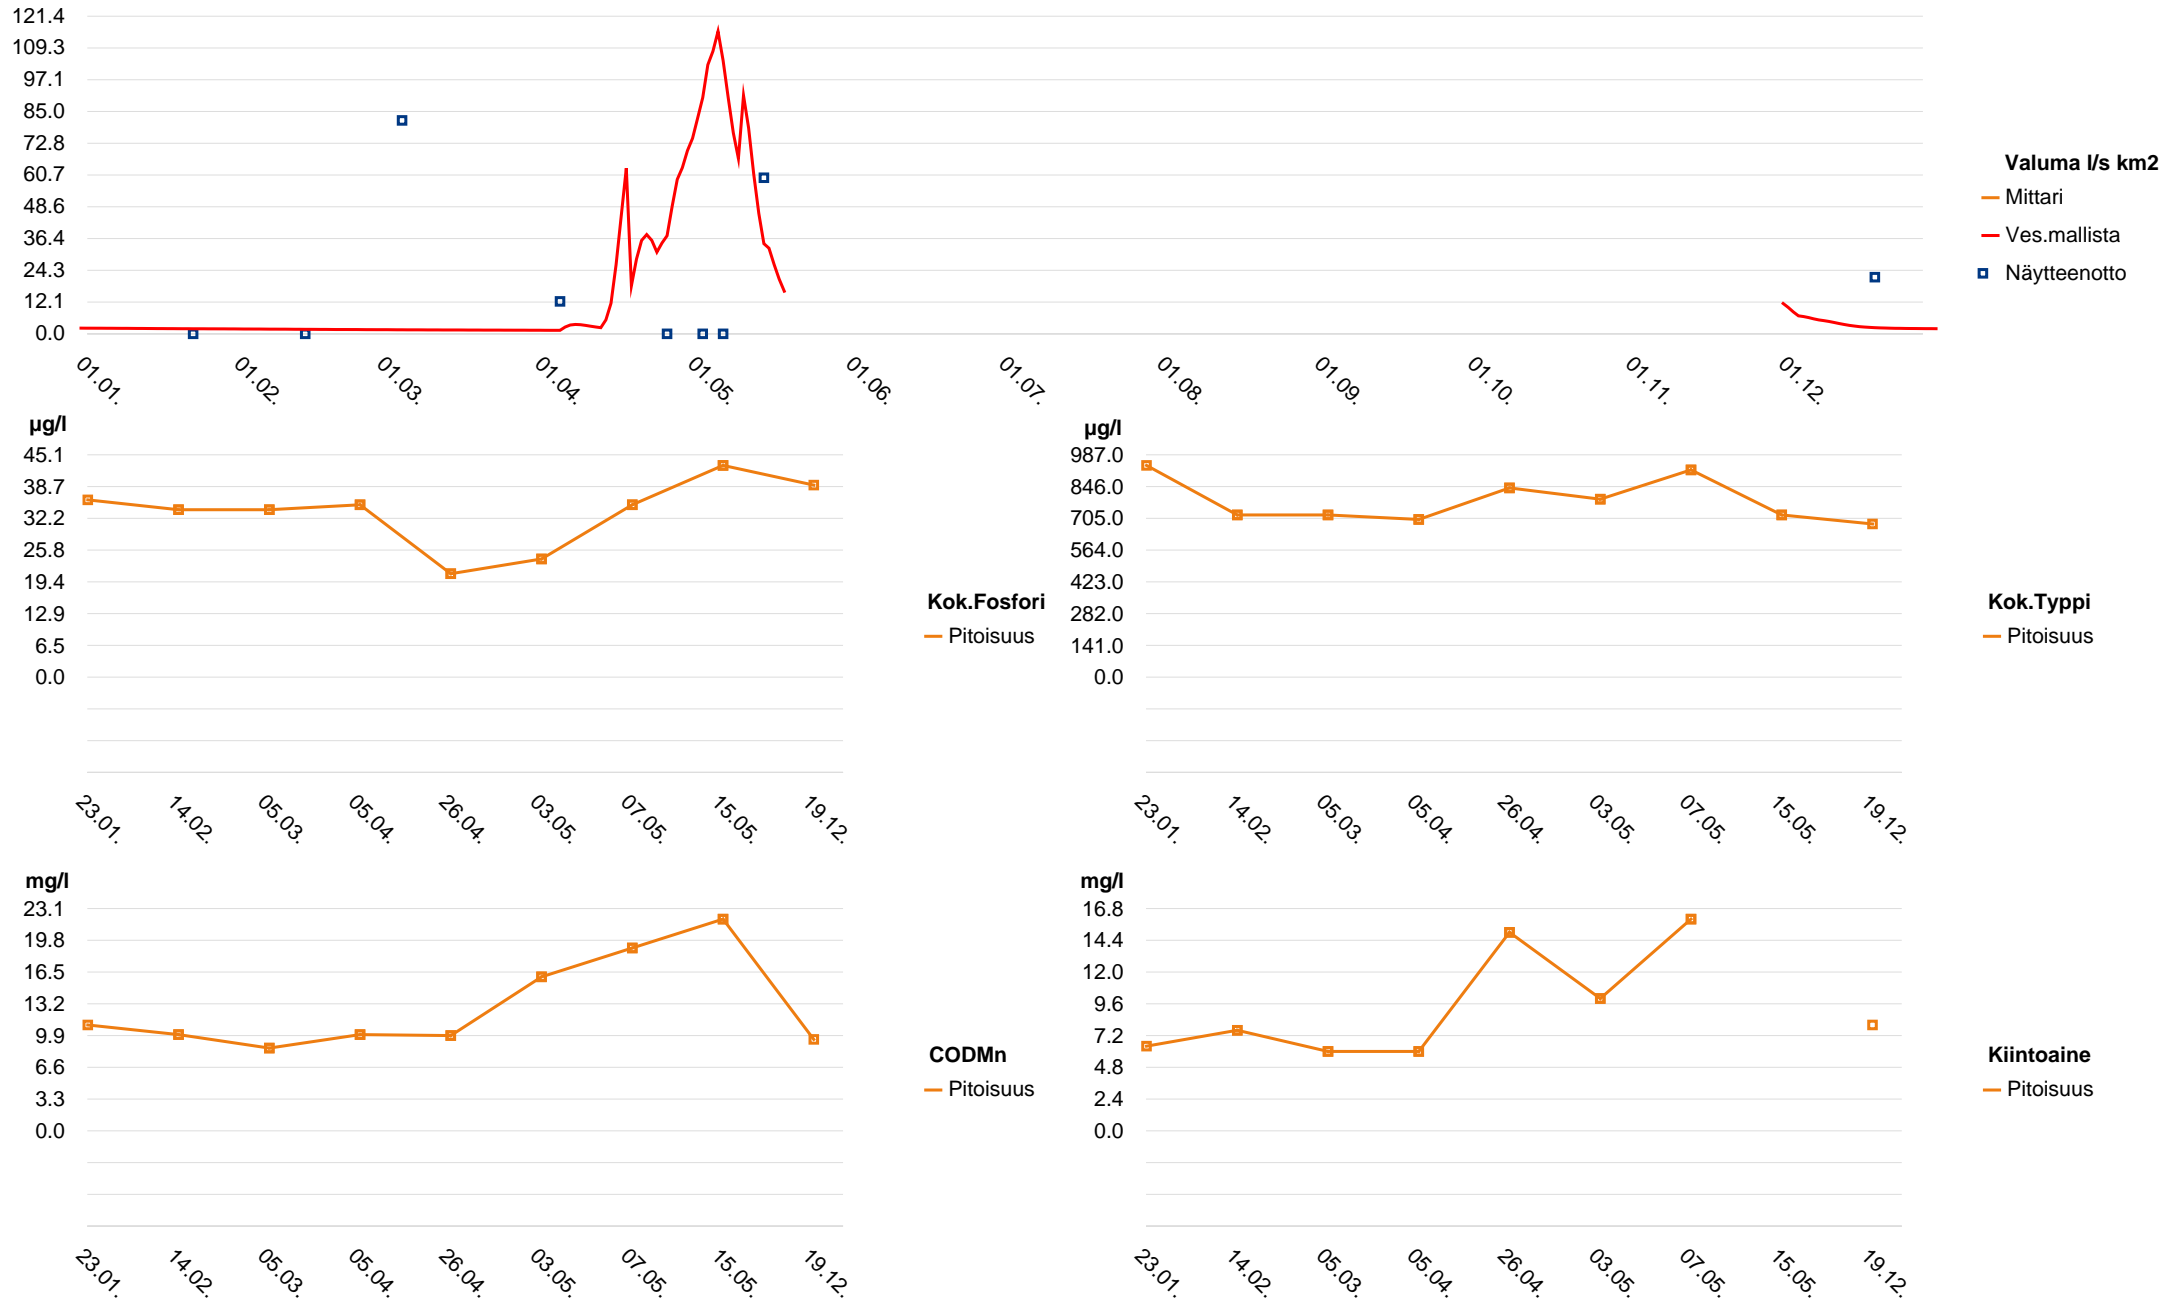 121.4
109.3
97.1
85.0
72.8
60.7
48.6
36.4
24.3
12.1
0.0
01.01. 01.02. 01.03. 01.04. 01.05. 01.06. 01.07. 01.08. 01.09. 01.10. 01.11. 01.12.
Valuma l/s km2
Mittari
Ves.mallista
Näytteenotto
µg/l
45.1
38.7
32.2
25.8
19.4
12.9
6.5
0.0
23.01. 14.02. 05.03. 05.04. 26.04. 03.05. 07.05. 15.05. 19.12.
Kok.Fosfori
Pitoisuus
µg/l
987.0
846.0
705.0
564.0
423.0
282.0
141.0
0.0
23.01. 14.02. 05.03. 05.04. 26.04. 03.05. 07.05. 15.05. 19.12.
Kok.Typpi
Pitoisuus
mg/l
23.1
19.8
16.5
13.2
9.9
6.6
3.3
0.0
23.01. 14.02. 05.03. 05.04. 26.04. 03.05. 07.05. 15.05. 19.12.
CODMn
Pitoisuus
mg/l
16.8
14.4
12.0
9.6
7.2
4.8
2.4
0.0
23.01. 14.02. 05.03. 05.04. 26.04. 03.05. 07.05. 15.05. 19.12.
Kiintoaine
Pitoisuus